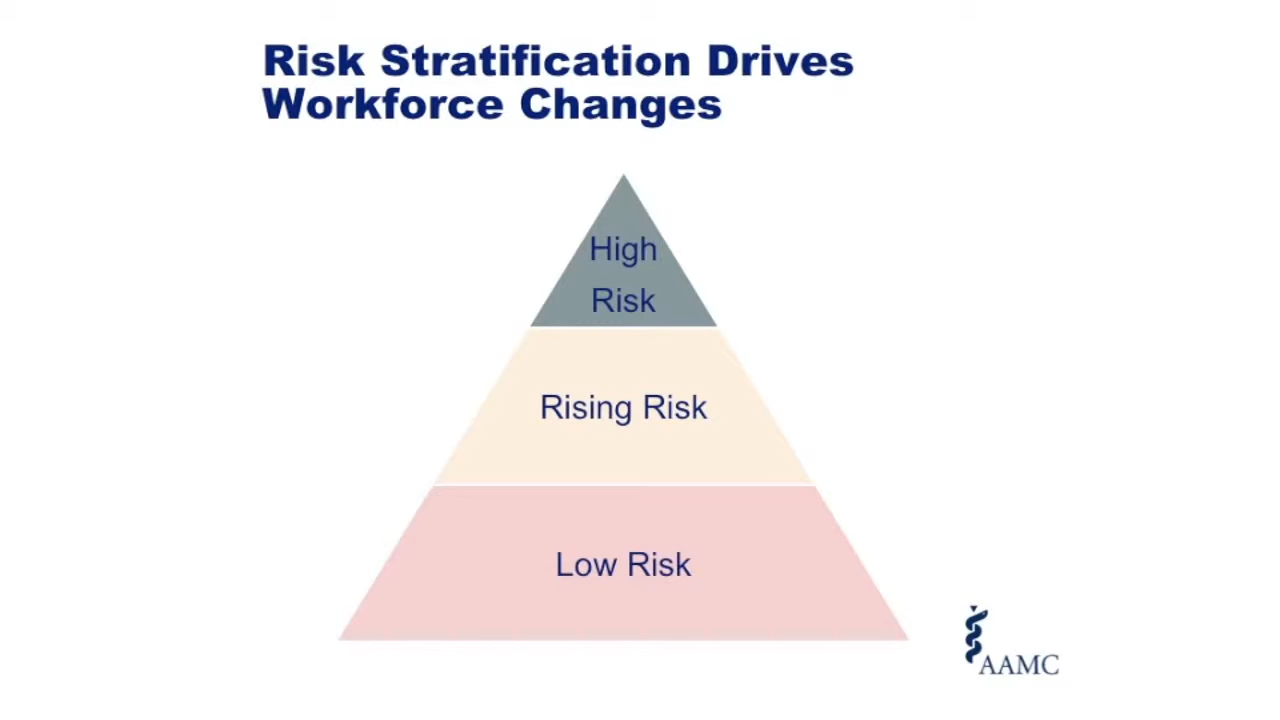 Risk Stratification Drives
Workforce Changes
High
Risk
Rising Risk
Low Risk
AAMC